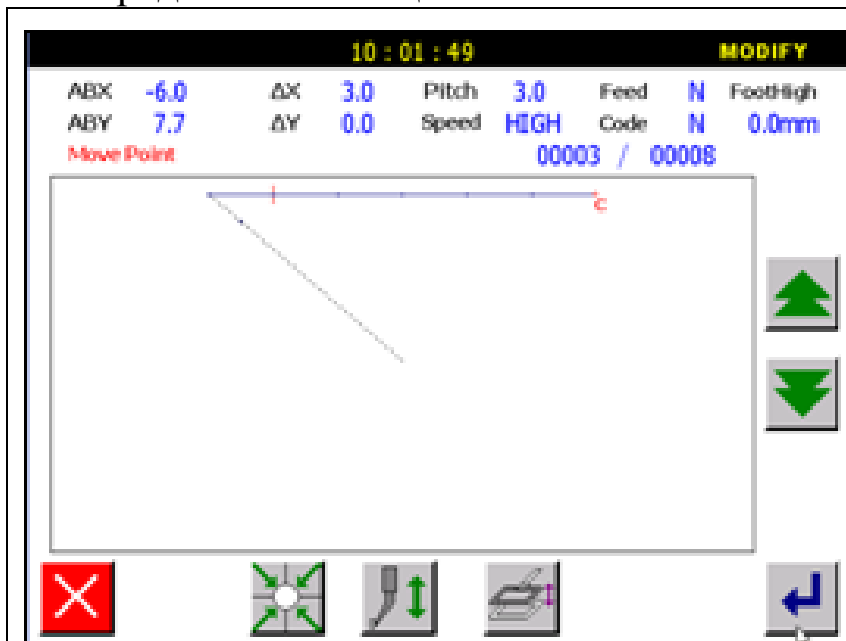 10 : 01 : 49 MODIFY
ABX -6.0 ΔX 3.0 Pitch 3.0 Feed N FootHigh
ABY 7.7 ΔY 0.0 Speed HIGH Code N 0.0mm
Move Point 00003 / 00008
C